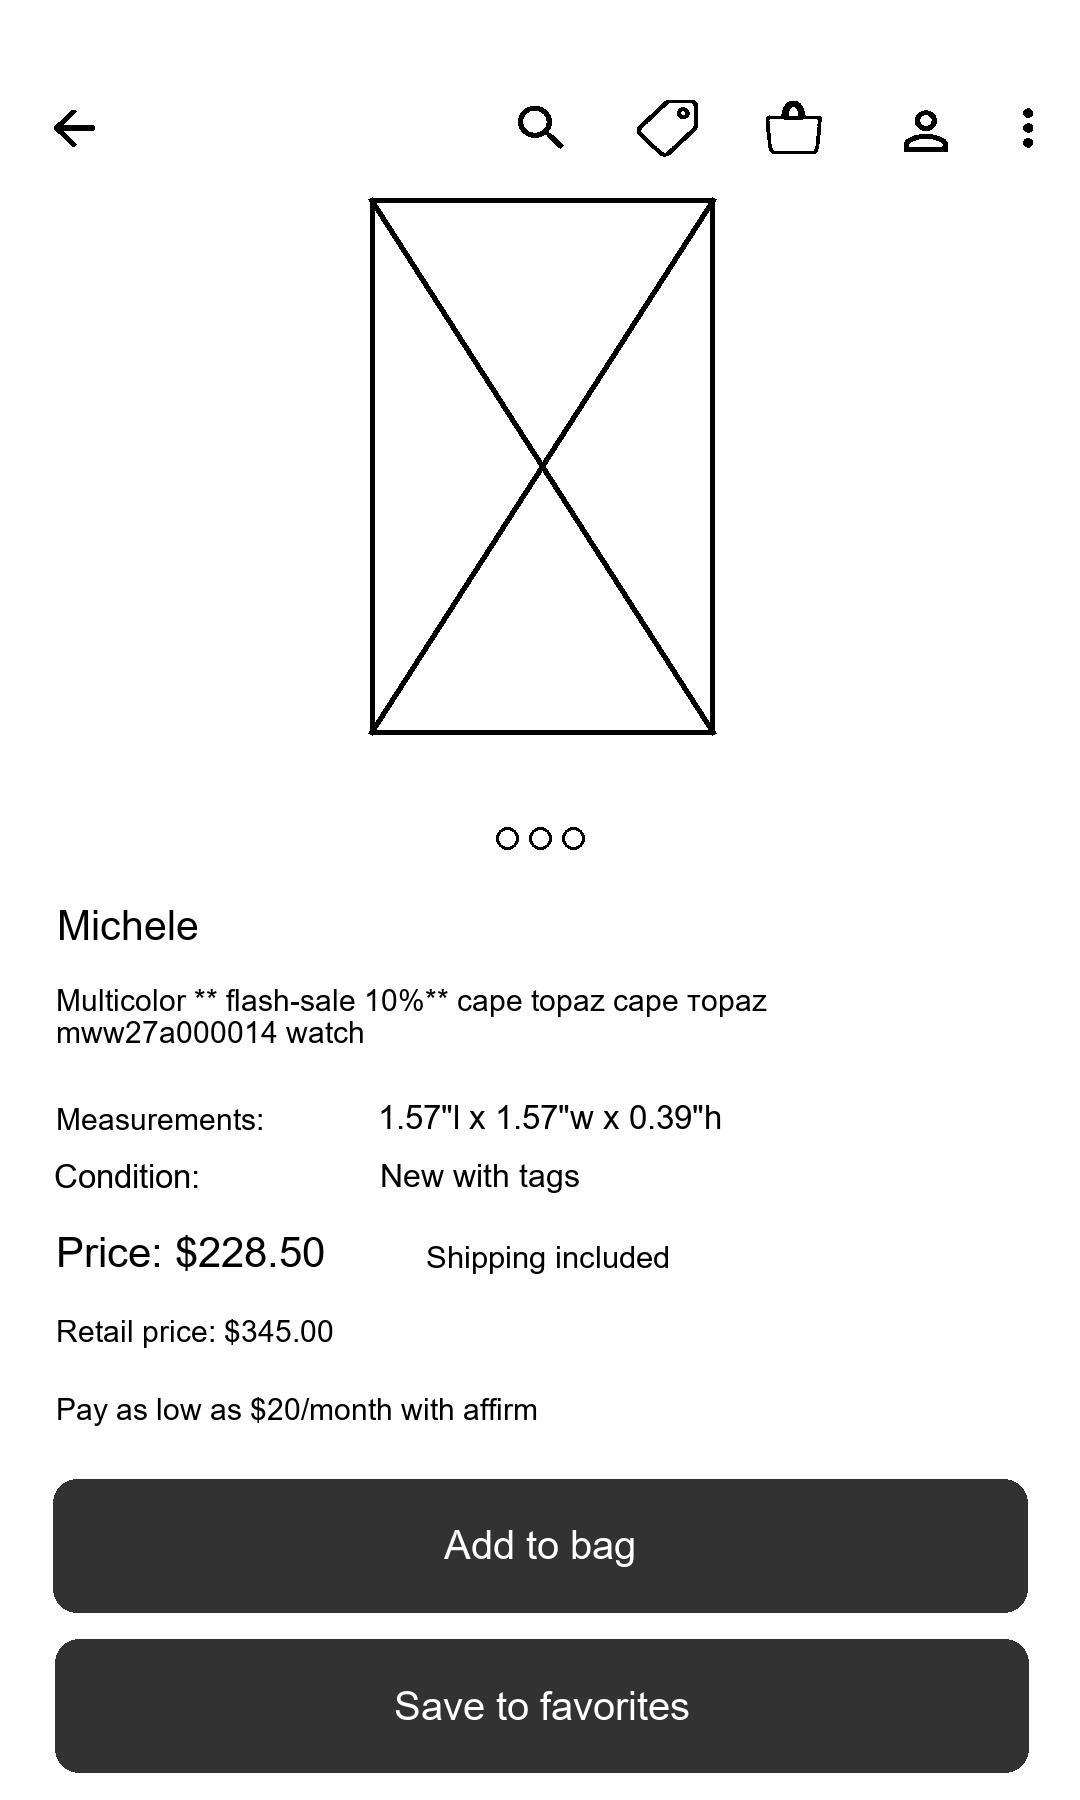 Michele
Multicolor ** flash-sale 10%** cape topaz cape тopaz
mww27a000014 watch
Measurements: 1.57"l x 1.57"w x 0.39"h
Condition: New with tags
Price: $228.50 Shipping included
Retail price: $345.00
Pay as low as $20/month with affirm
Add to bag
Save to favorites